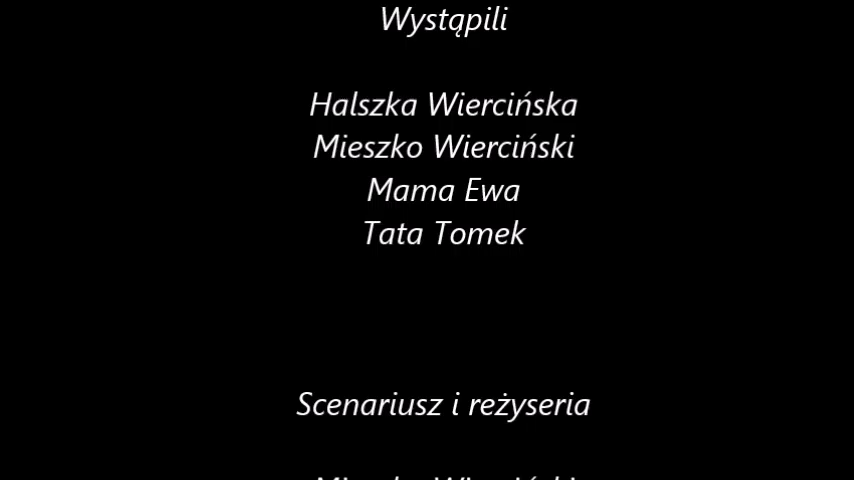 Wystąpili
Halszka Wiercińska
Mieszko Wierciński
Mama Ewa
Tata Tomek
Scenariusz i reżyseria